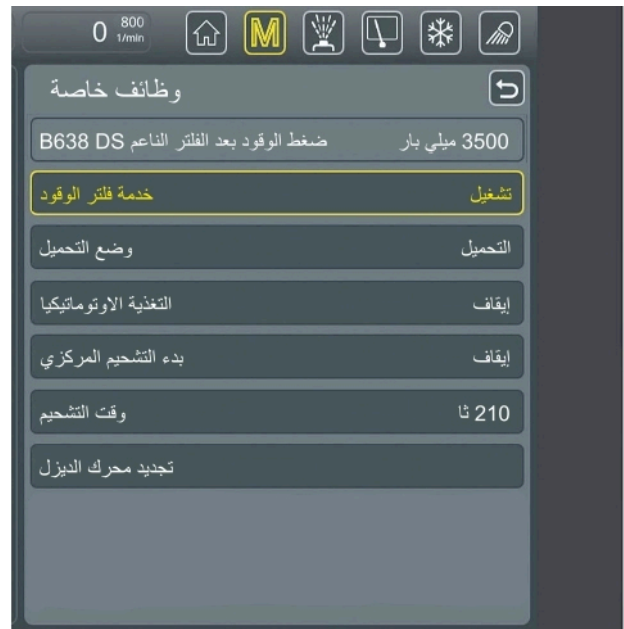 0 800 1/min
M
وظائف خاصة
ضغط الوقود بعد الفلتر الناعم B638 DS 3500 ميلي بار
خدمة فلتر الوقود تشغيل
وضع التحميل التحميل
التغذية الاوتوماتيكيا إيقاف
بدء التشحيم المركزي إيقاف
وقت التشحيم 210 ثا
تجديد محرك الديزل